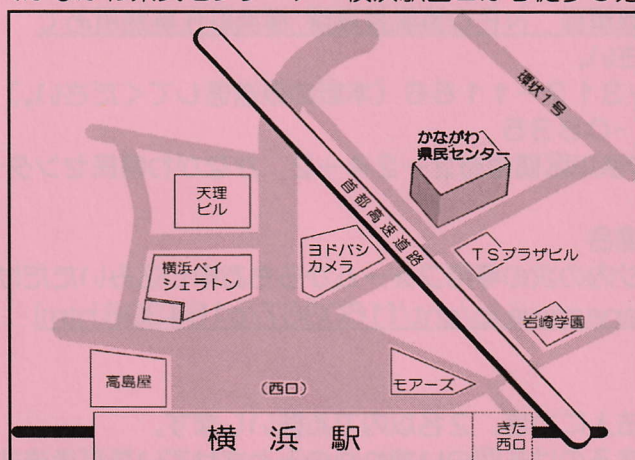 環状1号
かながわ
県民センター
首都高速道路
天理
ビル
ヨドバシ
カメラ
横浜ベイ
シェラトン
TSプラザビル
岩崎学園
高島屋
(西口)
モアーズ
横浜駅
きた
西口